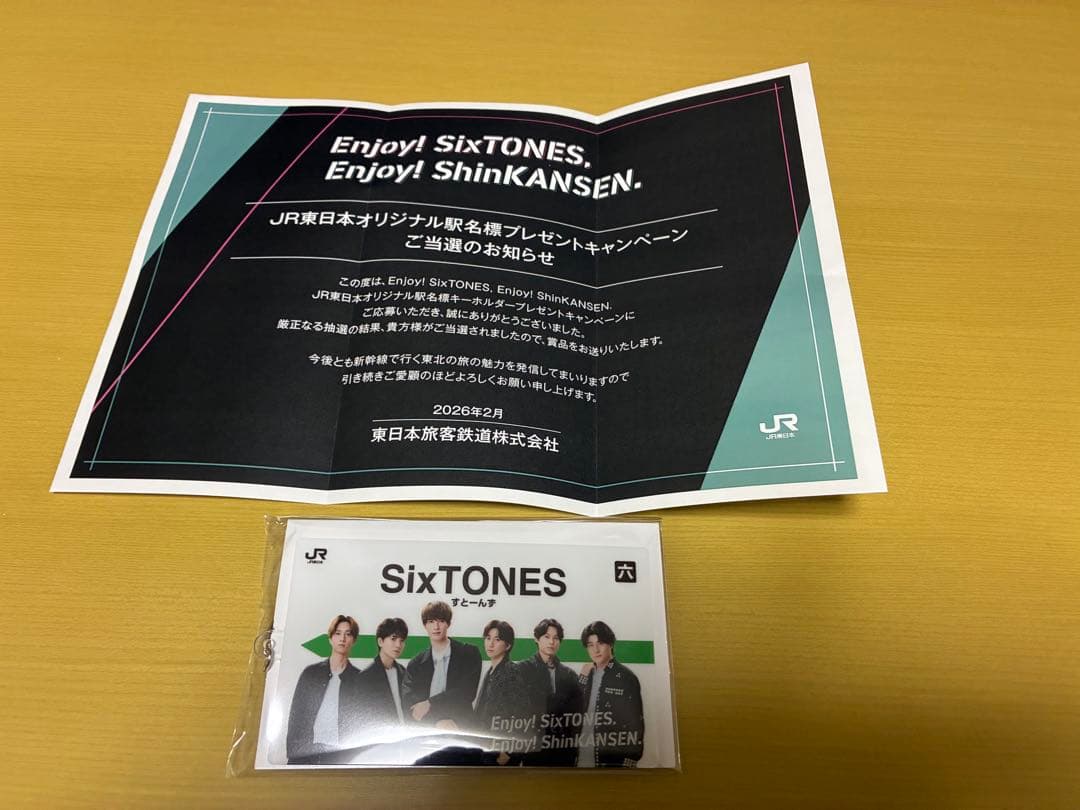 Enjoy! SixTONES,
Enjoy! ShinKANSEN.
JR東日本オリジナル駅名標プレゼントキャンペーン
ご当選のお知らせ
この度は、Enjoy! SixTONES, Enjoy! ShinKANSEN.
JR東日本オリジナル駅名標キーホルダープレゼントキャンペーンに
ご応募いただき、誠にありがとうございました。
厳正なる抽選の結果、貴方様がご当選されましたので、賞品をお送りいたします。
今後とも新幹線で行く東北の旅の魅力を発信してまいりますので
引き続きご愛顧のほどよろしくお願い申し上げます。
2026年2月
東日本旅客鉄道株式会社
JR
JR東日本
JR
JR東日本
六
SixTONES
すとーんず
Enjoy! SixTONES.
Enjoy! ShinKANSEN.